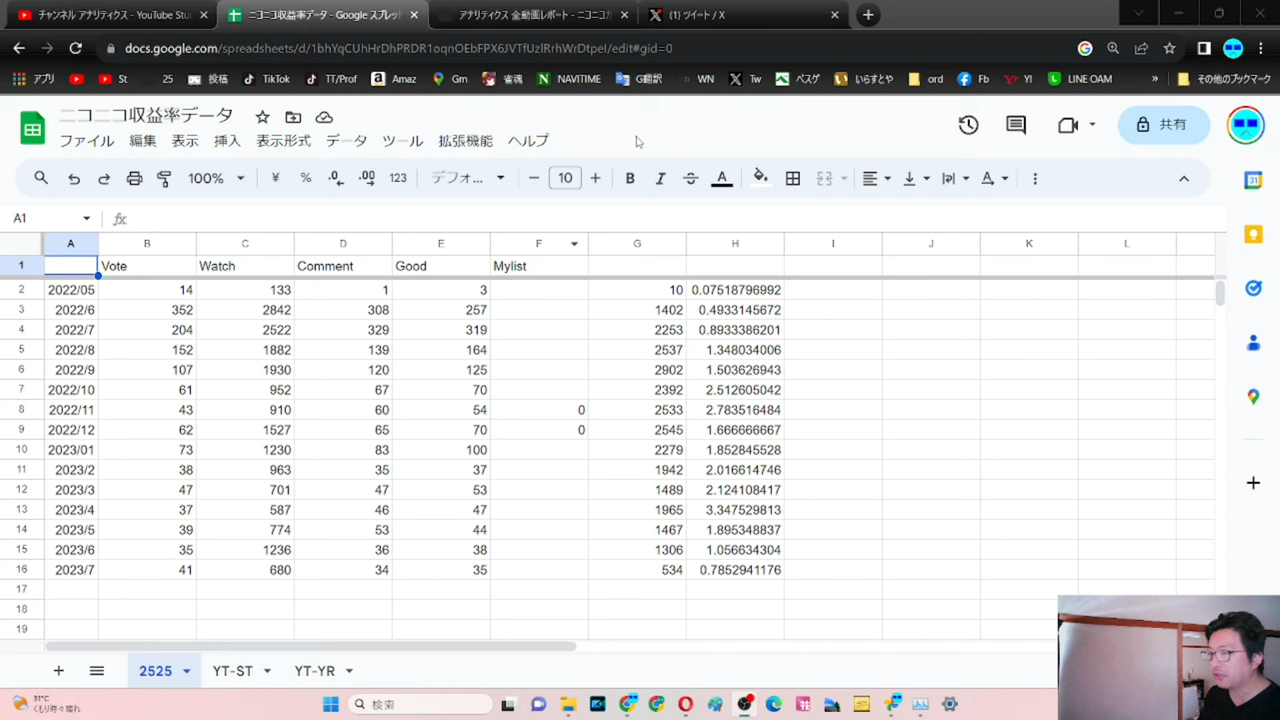 チャンネル アナリティクス - YouTube Stu
ニコニコ収益率データ - Google スプレッ
アナリティクス 全動画レポート - ニコニコガ
(1) ツイート / X
docs.google.com/spreadsheets/d/1bhYqCUhHrDhPRDR1oqnOEbFPX6JVTfUzlRrhWrDtpeI/edit#gid=0
アプリ St 25 投稿 TikTok TT/Prof Amaz Gm 雀魂 NAVITIME G翻訳 WN Tw ベスゲ いらすとや ord Fb Y! LINE OAM » その他のブックマーク
ニコニコ収益率データ
ファイル 編集 表示 挿入 表示形式 データ ツール 拡張機能 ヘルプ
共有
100% ¥ % .0 .00 123 デフォ... 10 B I A
A1 fx
A B C D E F G H I J K L
1 Vote Watch Comment Good Mylist
2 2022/05 14 133 1 3 10 0.07518796992
3 2022/6 352 2842 308 257 1402 0.4933145672
4 2022/7 204 2522 329 319 2253 0.8933386201
5 2022/8 152 1882 139 164 2537 1.348034006
6 2022/9 107 1930 120 125 2902 1.503626943
7 2022/10 61 952 67 70 2392 2.512605042
8 2022/11 43 910 60 54 0 2533 2.783516484
9 2022/12 62 1527 65 70 0 2545 1.666666667
10 2023/01 73 1230 83 100 2279 1.852845528
11 2023/2 38 963 35 37 1942 2.016614746
12 2023/3 47 701 47 53 1489 2.124108417
13 2023/4 37 587 46 47 1965 3.347529813
14 2023/5 39 774 53 44 1467 1.895348837
15 2023/6 35 1236 36 38 1306 1.056634304
16 2023/7 41 680 34 35 534 0.7852941176
17
18
19
2525 YT-ST YT-YR
31°C
くもり時々晴れ
検索